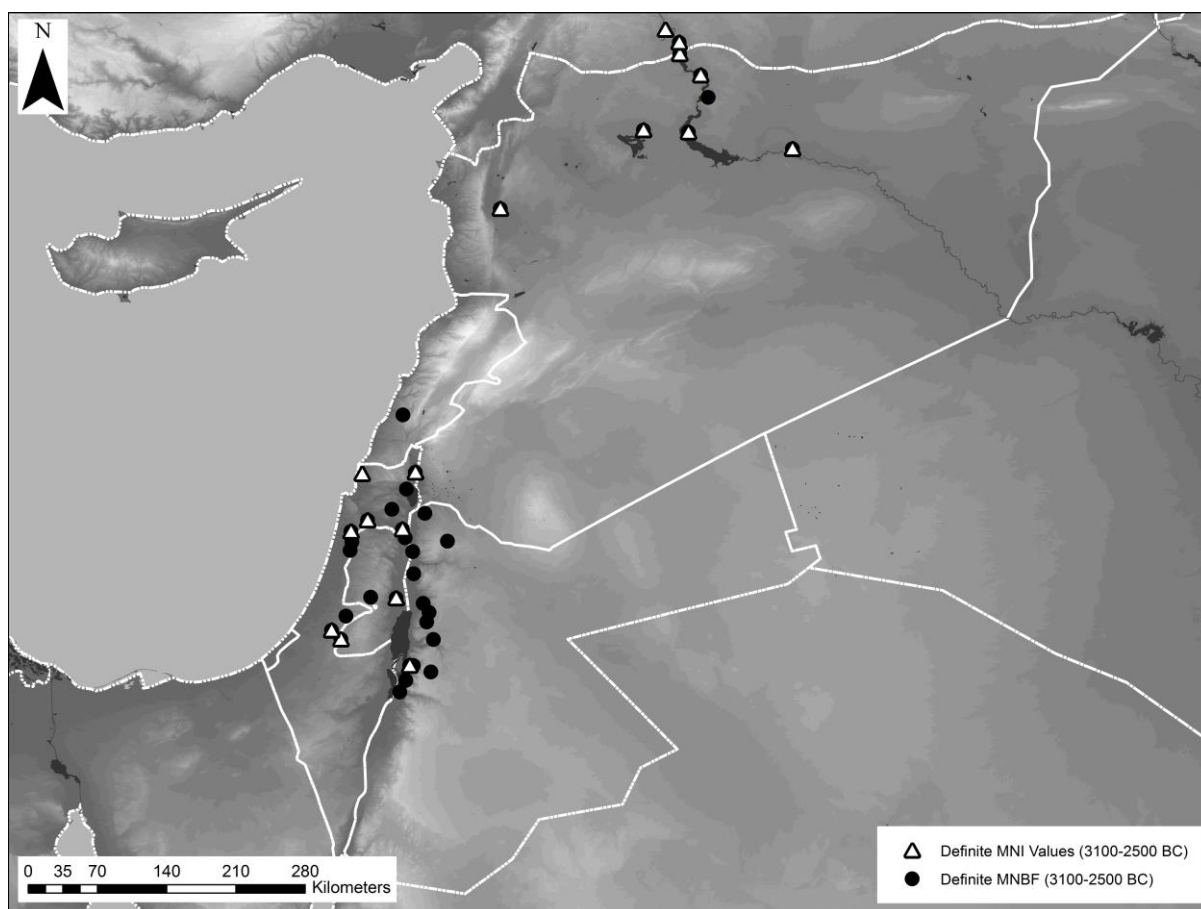 N
Definite MNI Values (3100-2500 BC)
Definite MNBF (3100-2500 BC)
0 35 70 140 210 280
Kilometers